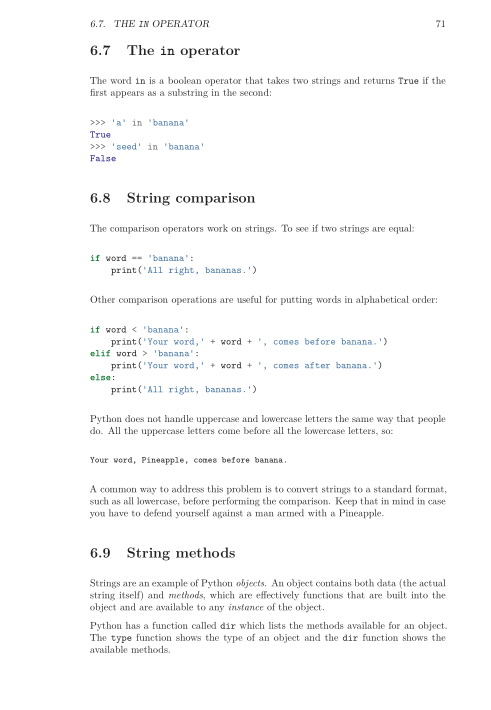 6.7. THE IN OPERATOR 71
6.7 The in operator
The word in is a boolean operator that takes two strings and returns True if the
first appears as a substring in the second:
>>> 'a' in 'banana'
True
>>> 'seed' in 'banana'
False
6.8 String comparison
The comparison operators work on strings. To see if two strings are equal:
if word == 'banana':
    print('All right, bananas.')
Other comparison operations are useful for putting words in alphabetical order:
if word < 'banana':
    print('Your word,' + word + ', comes before banana.')
elif word > 'banana':
    print('Your word,' + word + ', comes after banana.')
else:
    print('All right, bananas.')
Python does not handle uppercase and lowercase letters the same way that people
do. All the uppercase letters come before all the lowercase letters, so:
Your word, Pineapple, comes before banana.
A common way to address this problem is to convert strings to a standard format,
such as all lowercase, before performing the comparison. Keep that in mind in case
you have to defend yourself against a man armed with a Pineapple.
6.9 String methods
Strings are an example of Python objects. An object contains both data (the actual
string itself) and methods, which are effectively functions that are built into the
object and are available to any instance of the object.
Python has a function called dir which lists the methods available for an object.
The type function shows the type of an object and the dir function shows the
available methods.